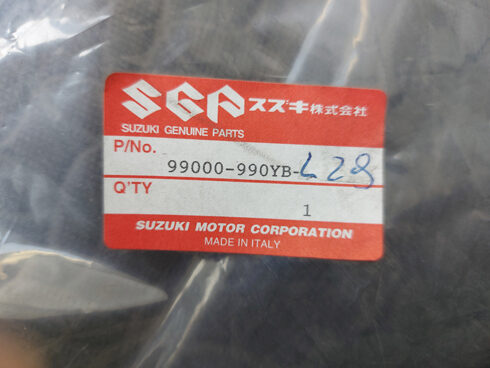 SGP スズキ株式会社
SUZUKI GENUINE PARTS
P/No.
99000-990YB-L28
Q'TY
1
SUZUKI MOTOR CORPORATION
MADE IN ITALY